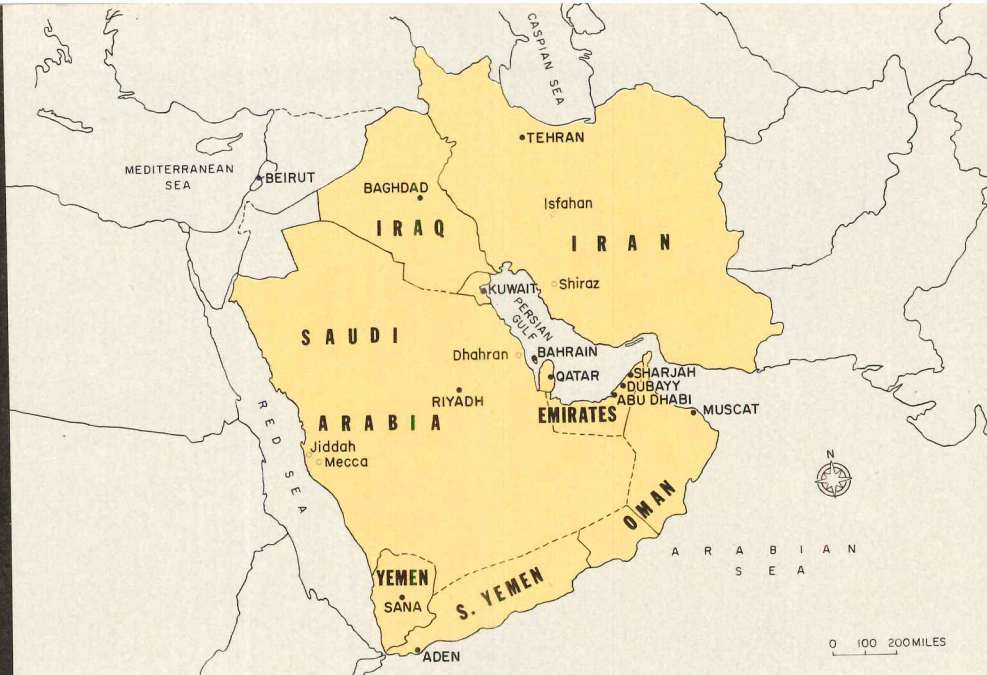 CASPIAN SEA
TEHRAN
MEDITERRANEAN
SEA
BEIRUT
BAGHDAD
Isfahan
IRAQ
IRAN
KUWAIT
Shiraz
PERSIAN
GULF
SAUDI
Dhahran
BAHRAIN
QATAR
SHARJAH
DUBAYY
ABU DHABI
RIYADH
EMIRATES
MUSCAT
ARABIA
RED SEA
Jiddah
Mecca
N
OMAN
ARABIAN
SEA
YEMEN
SANA
S. YEMEN
ADEN
0 100 200 MILES